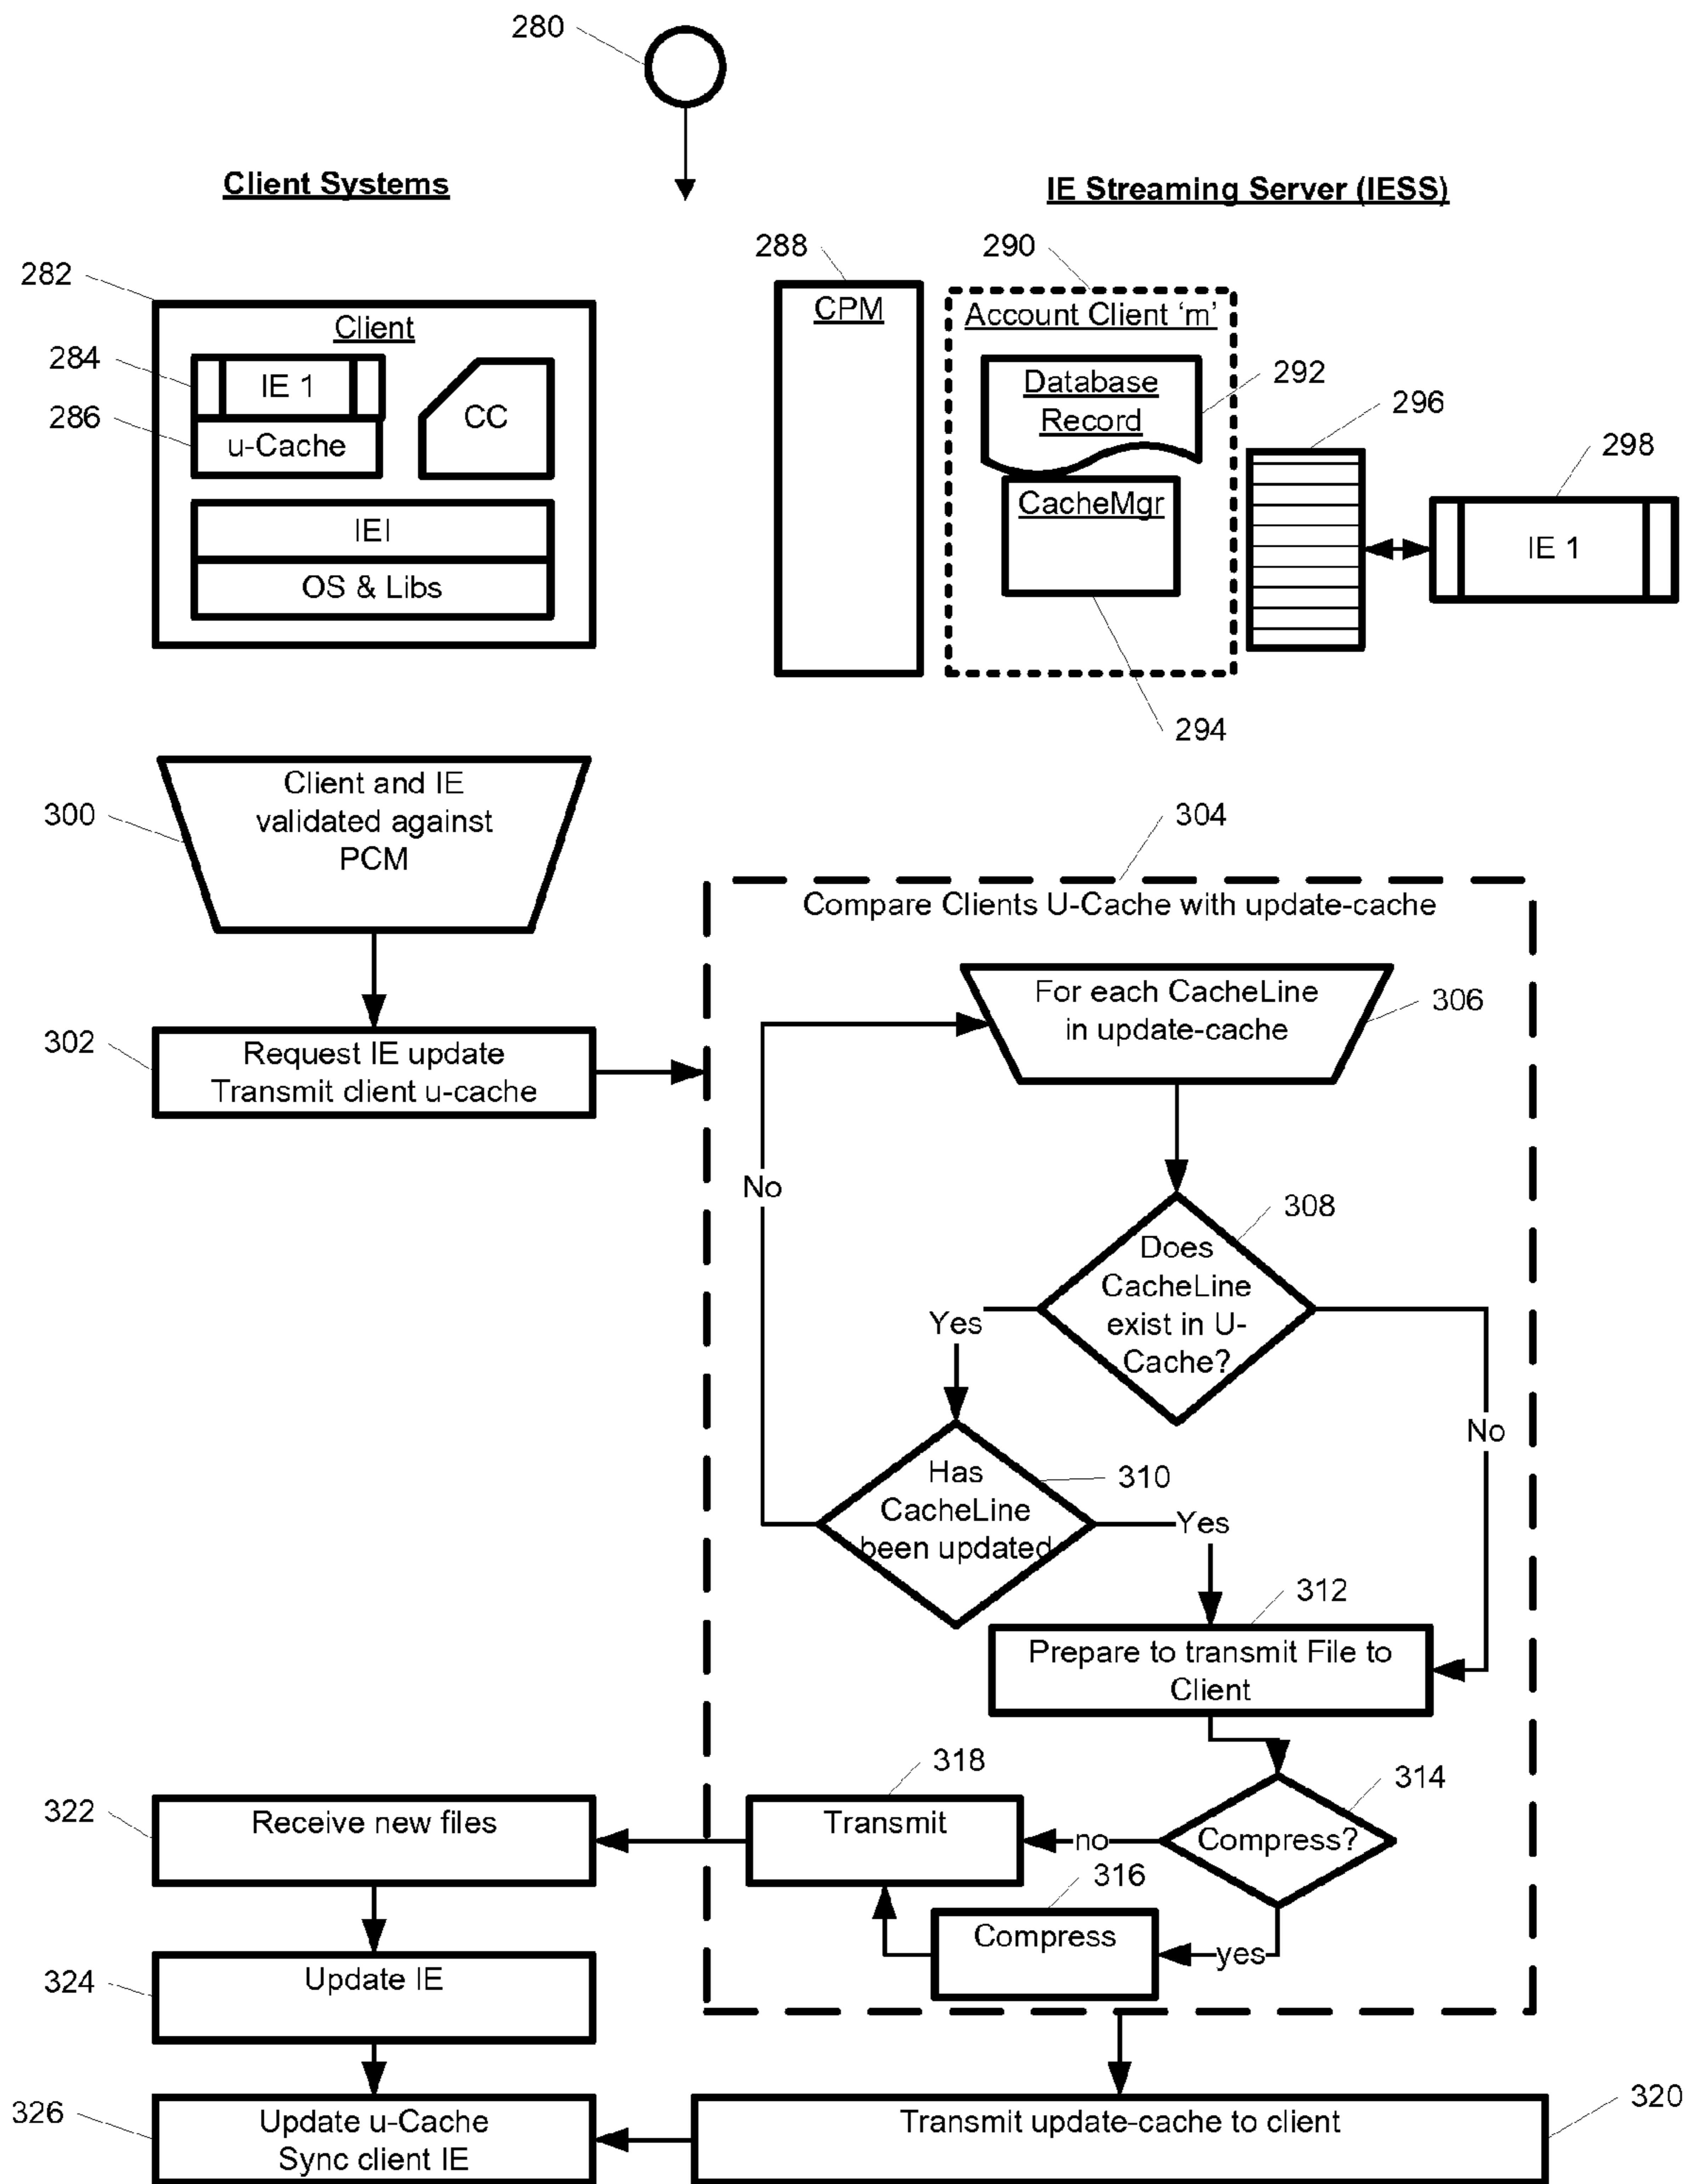 280
Client Systems
IE Streaming Server (IESS)
282
Client
284
IE 1
286
u-Cache
CC
IEI
OS & Libs
288
CPM
290
Account Client ‘m’
Database
Record
292
CacheMgr
294
296
298
IE 1
300
Client and IE
validated against
PCM
302
Request IE update
Transmit client u-cache
304
Compare Clients U-Cache with update-cache
For each CacheLine
in update-cache
306
308
Does
CacheLine
exist in U-
Cache?
No
Yes
No
Has
CacheLine
been updated
310
Yes
312
Prepare to transmit File to
Client
314
Compress?
no
yes
316
Compress
318
Transmit
322
Receive new files
324
Update IE
326
Update u-Cache
Sync client IE
Transmit update-cache to client
320